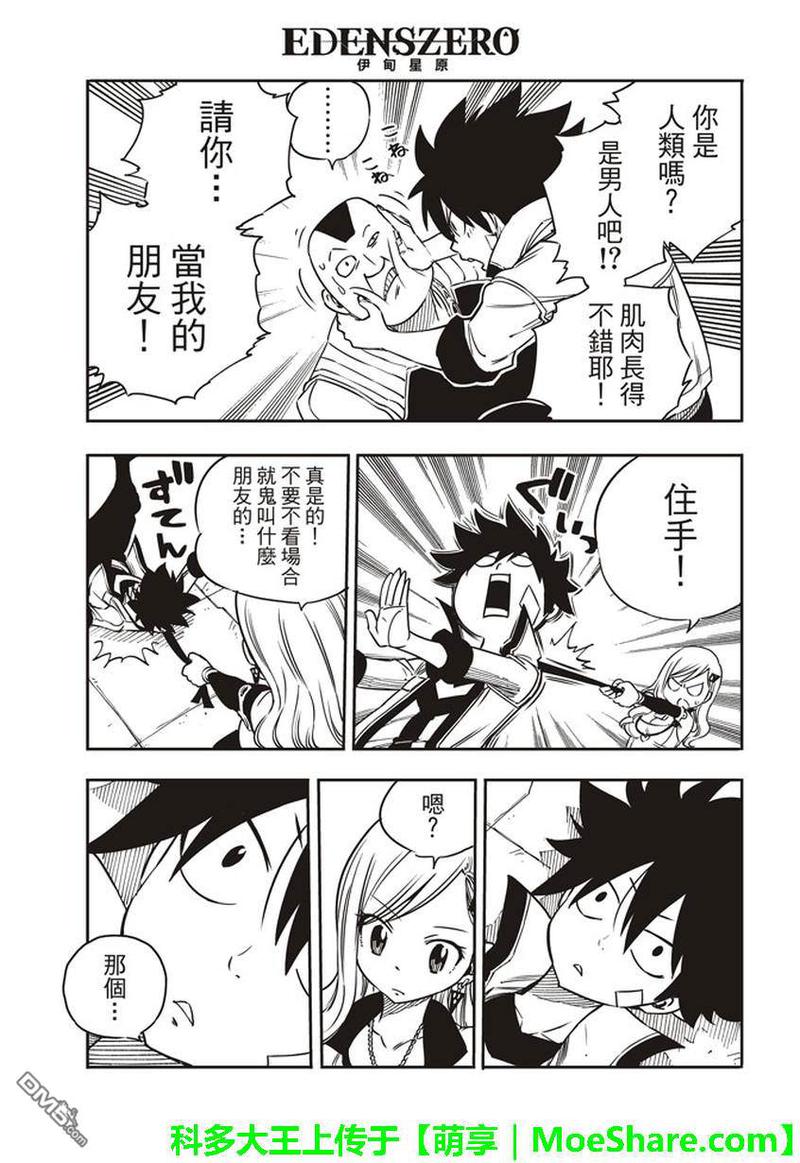 EDENSZERO
伊甸星原
你是
人類嗎?
是男人吧!?
肌肉長得
不錯耶!
こね
こね
……
請你…
當我的
朋友!
住手!
ぐいっ
真是的!
不要不看場合
就鬼叫什麼
朋友的…
ずてん
嗯?
那個…
DM5.com
科多大王上传于【萌享|MoeShare.com】